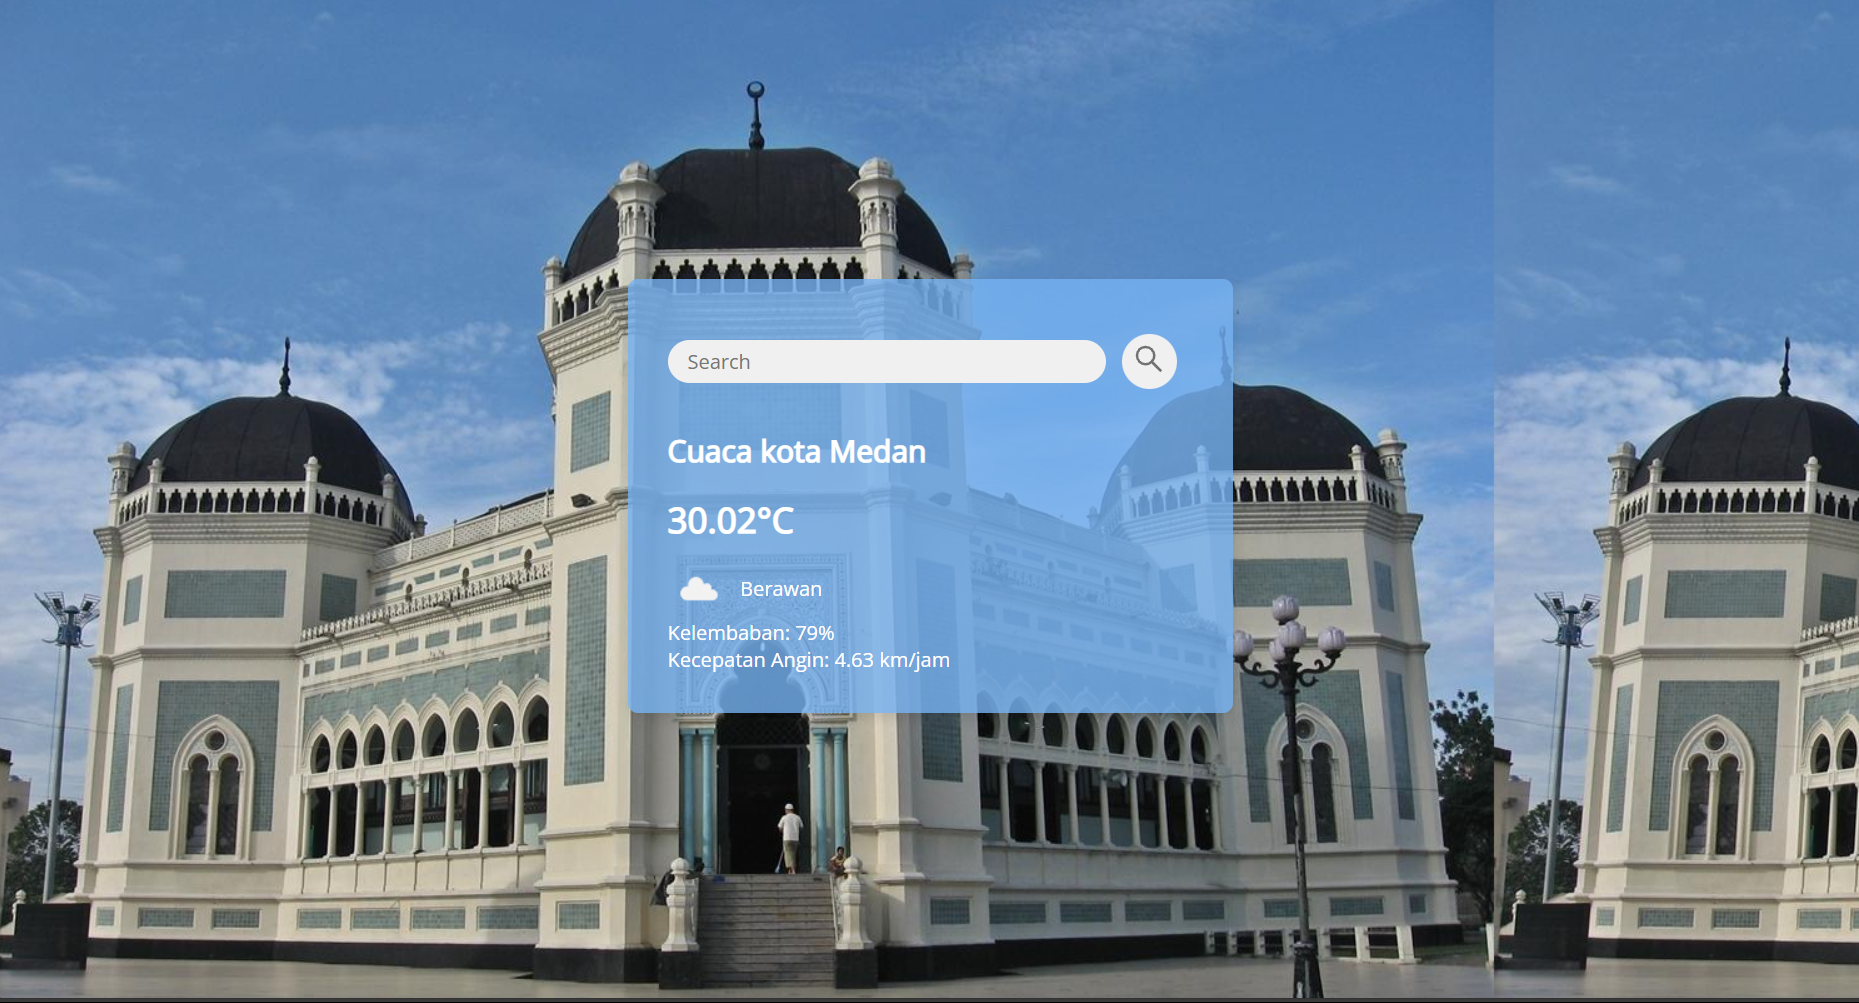 Search
Cuaca kota Medan
30.02°C
Berawan
Kelembaban: 79%
Kecepatan Angin: 4.63 km/jam